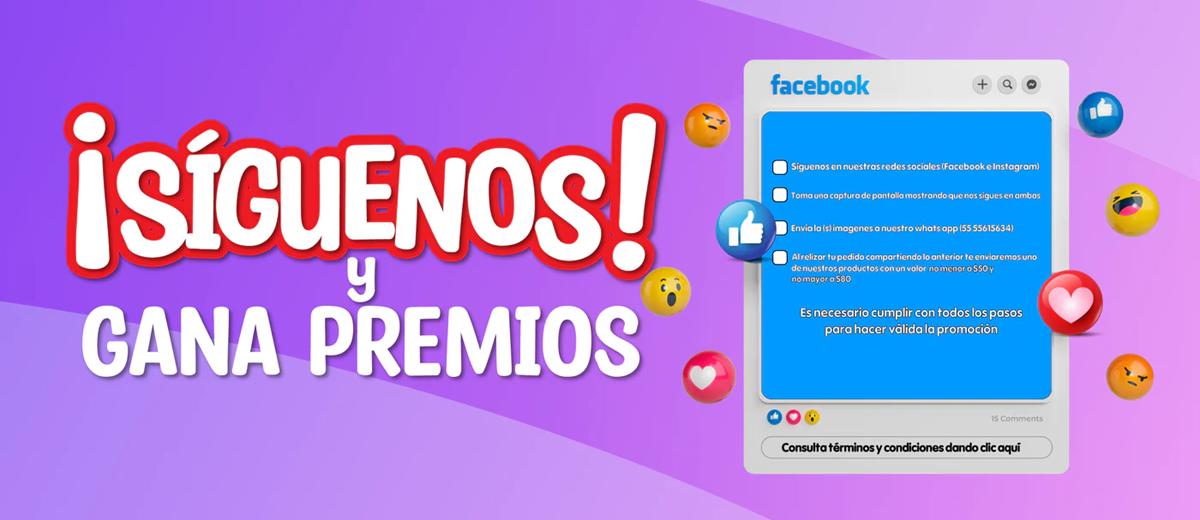 ¡SÍGUENOS!
y
GANA PREMIOS
facebook
Síguenos en nuestras redes sociales (Facebook e Instagram)
Toma una captura de pantalla mostrando que nos sigues en ambas
Envía la (s) imagenes a nuestro whats app (55 55615634)
Al relizar tu pedido compartiendo lo anterior te enviaremos uno
de nuestros productos con un valor no menor a $50 y
no mayor a $80
Es necesario cumplir con todos los pasos
para hacer válida la promoción
15 Comments
Consulta términos y condiciones dando clic aquí